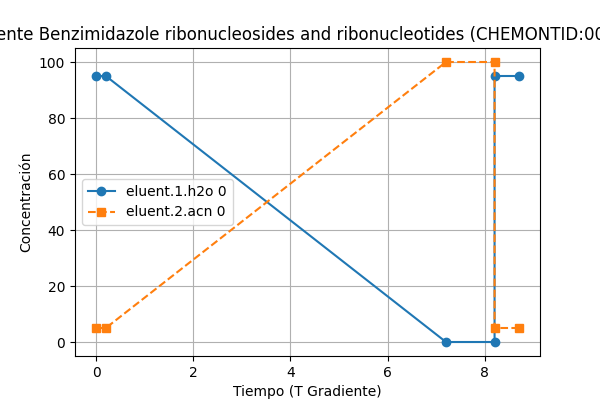 ente Benzimidazole ribonucleosides and ribonucleotides (CHEMONTID:00
100
80
60
40
20
0
Concentración
eluent.1.h2o 0
eluent.2.acn 0
0 2 4 6 8
Tiempo (T Gradiente)